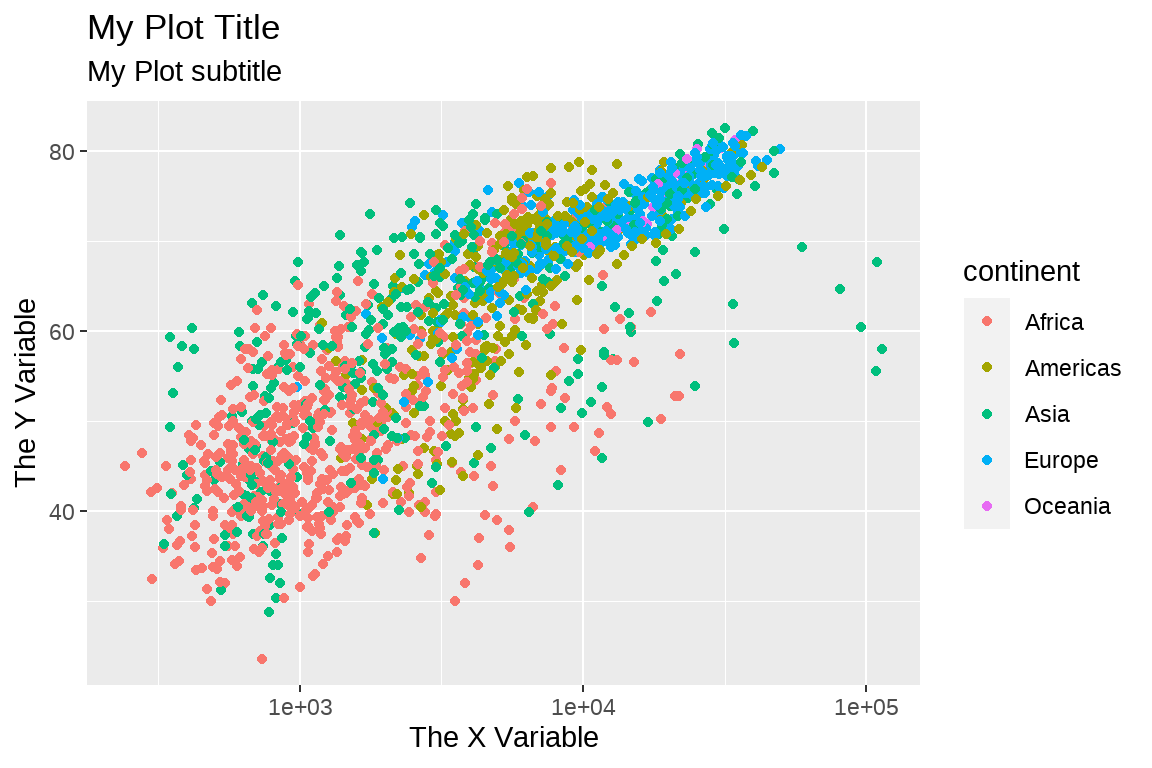 My Plot Title
My Plot subtitle
The Y Variable
80
60
40
1e+03
1e+04
1e+05
The X Variable
continent
Africa
Americas
Asia
Europe
Oceania